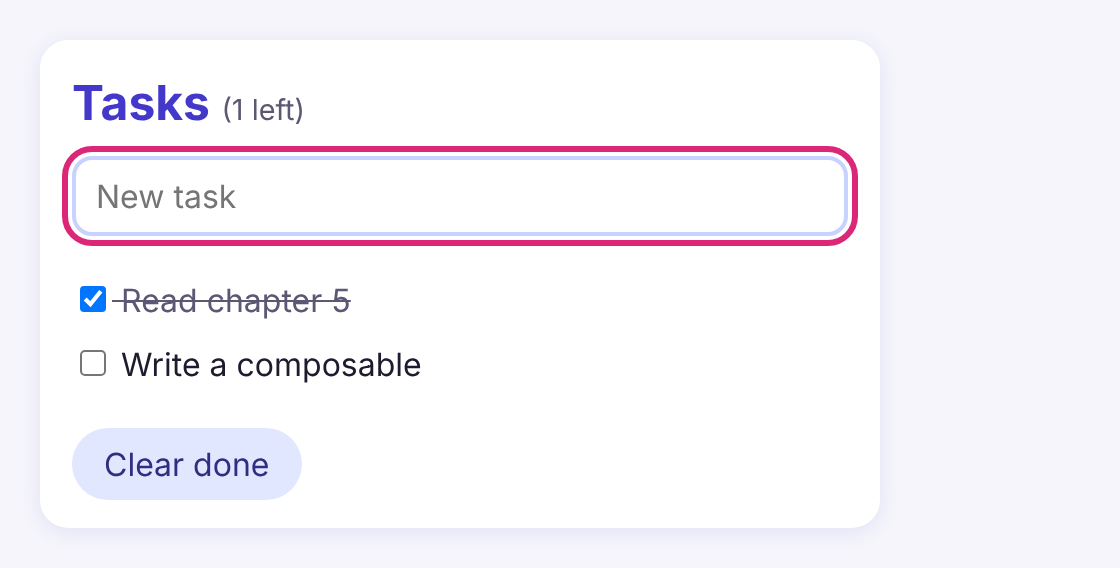 Tasks (1 left)
New task
Read chapter 5
Write a composable
Clear done